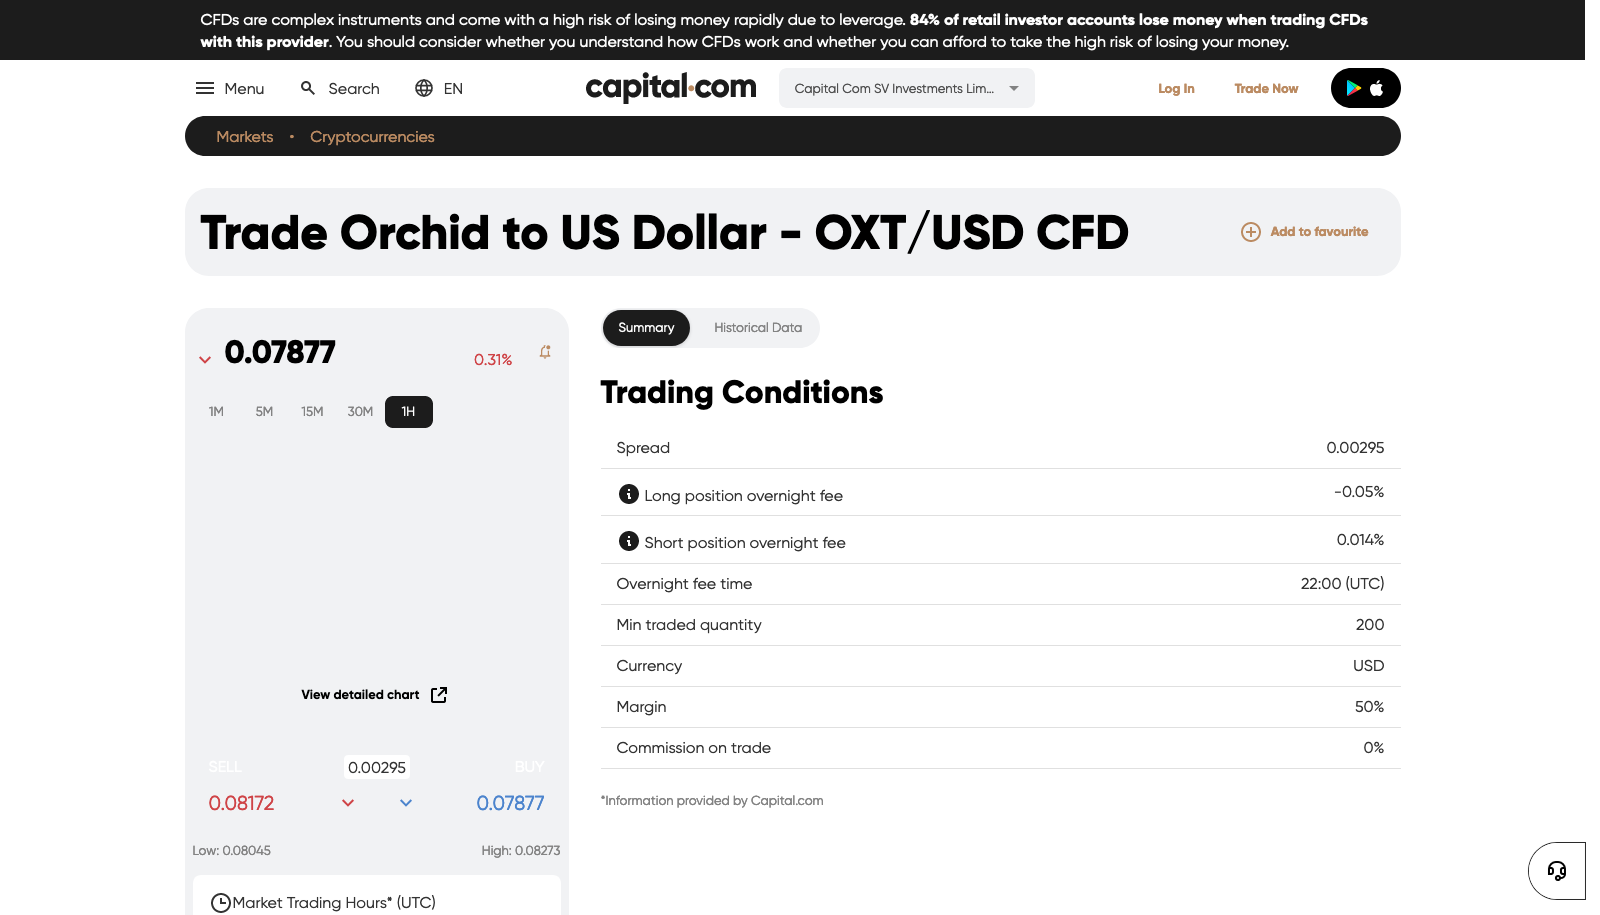 CFDs are complex instruments and come with a high risk of losing money rapidly due to leverage. 84% of retail investor accounts lose money when trading CFDs
with this provider. You should consider whether you understand how CFDs work and whether you can afford to take the high risk of losing your money.
Menu Search EN capital.com Capital Com SV Investments Lim... Log In Trade Now
Markets • Cryptocurrencies
Trade Orchid to US Dollar - OXT/USD CFD Add to favourite
0.07877 0.31%
1M 5M 15M 30M 1H
View detailed chart
SELL 0.00295 BUY
0.08172 0.07877
Low: 0.08045 High: 0.08273
Market Trading Hours* (UTC)
Summary Historical Data
Trading Conditions
Spread 0.00295
Long position overnight fee -0.05%
Short position overnight fee 0.014%
Overnight fee time 22:00 (UTC)
Min traded quantity 200
Currency USD
Margin 50%
Commission on trade 0%
*Information provided by Capital.com